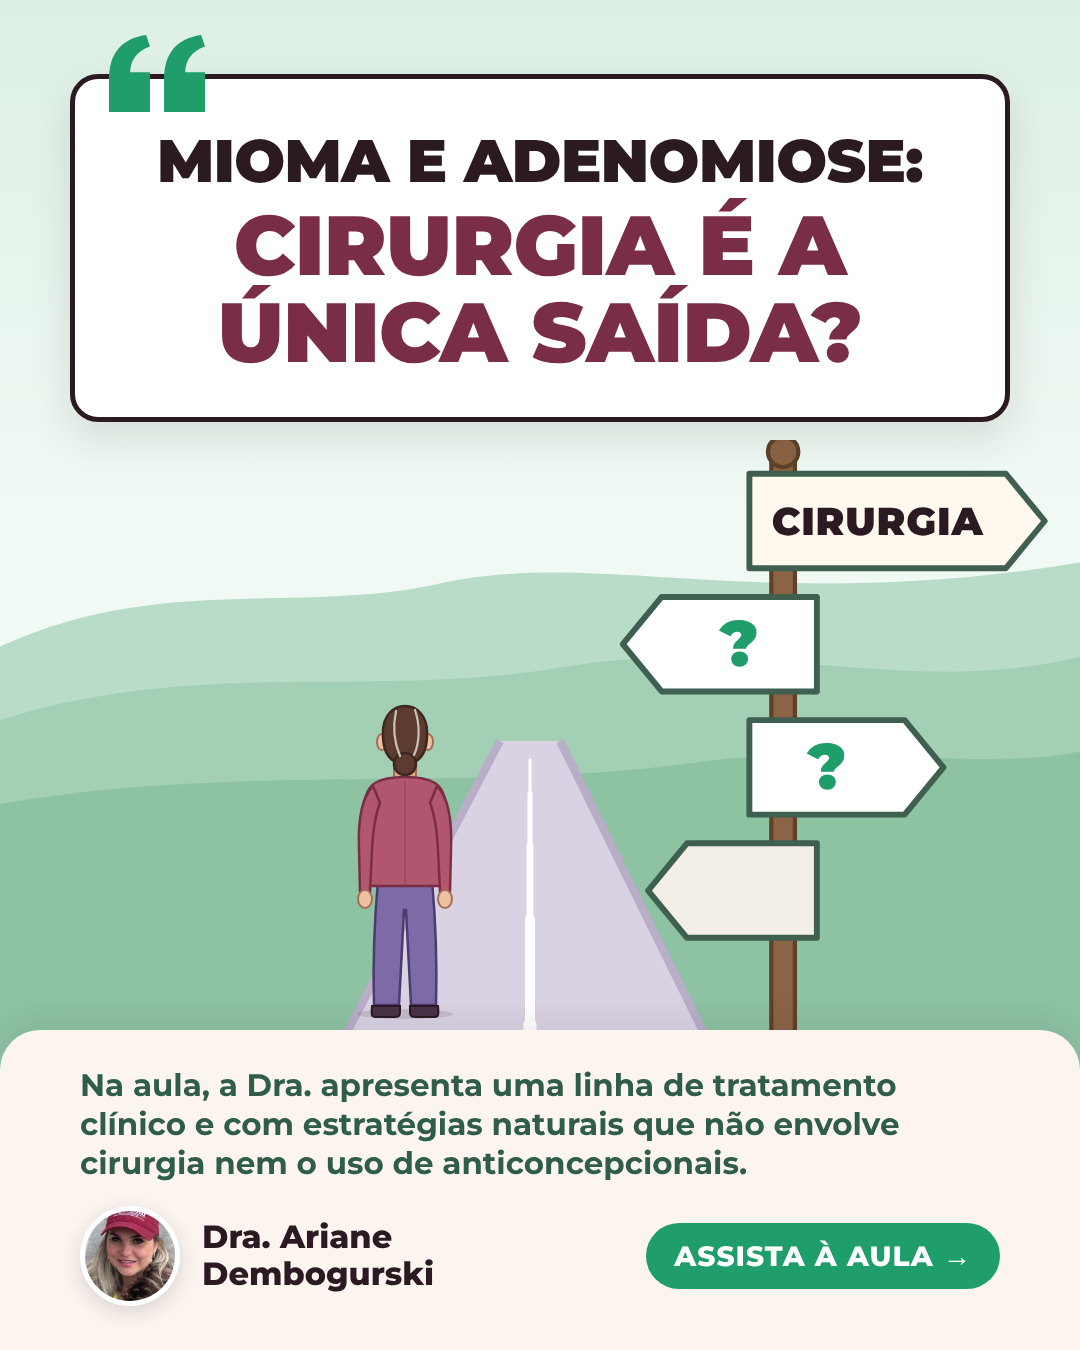 MIOMA E ADENOMIOSE:
CIRURGIA É A
ÚNICA SAÍDA?
CIRURGIA
?
?
Na aula, a Dra. apresenta uma linha de tratamento
clínico e com estratégias naturais que não envolve
cirurgia nem o uso de anticoncepcionais.
Dra. Ariane
Dembogurski
ASSISTA À AULA →